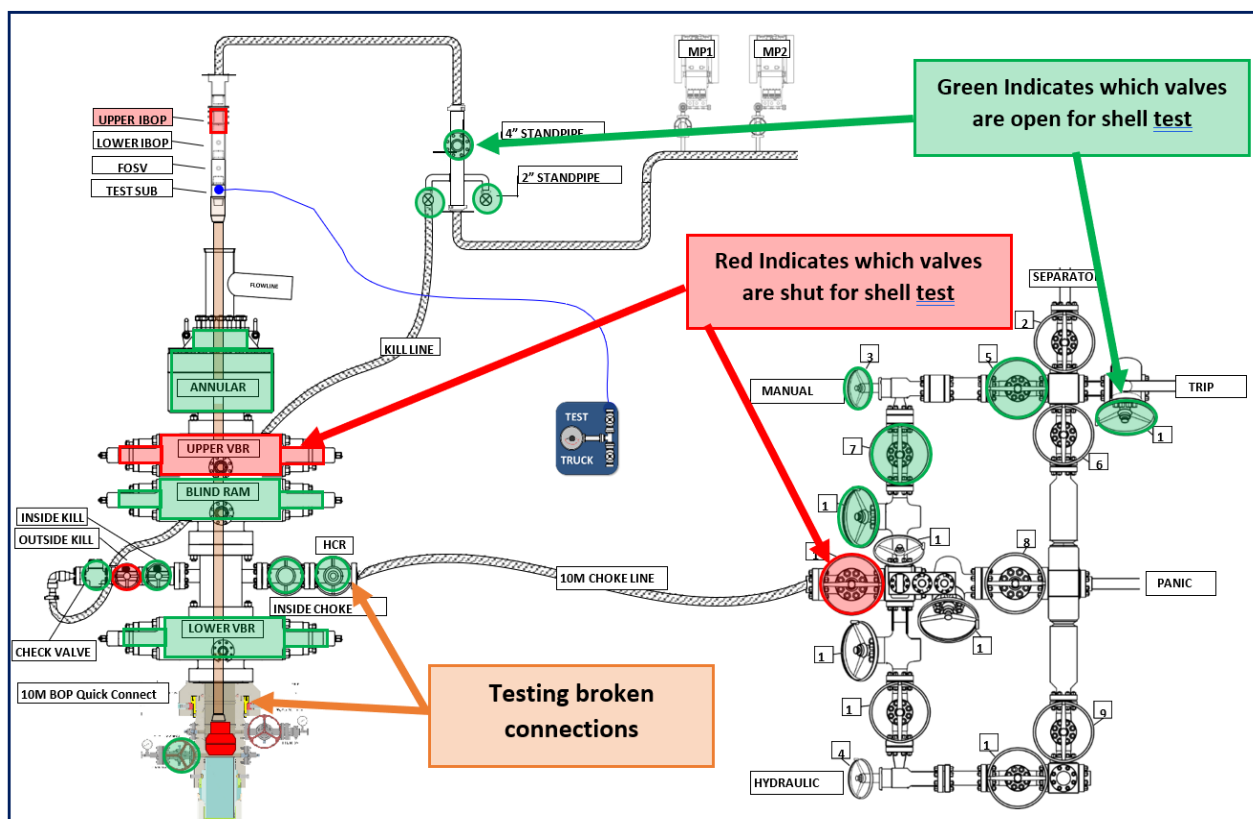 MP1
MP2
Green Indicates which valves
are open for shell test
UPPER IBOP
LOWER IBOP
FOSV
TEST SUB
4” STANDPIPE
2” STANDPIPE
Red Indicates which valves
are shut for shell test
FLOWLINE
SEPARATOR
2
3
5
MANUAL
TRIP
KILL LINE
ANNULAR
1
TEST
TRUCK
UPPER VBR
7
6
BLIND RAM
INSIDE KILL
OUTSIDE KILL
HCR
1
1
1
8
10M CHOKE LINE
PANIC
INSIDE CHOKE
LOWER VBR
CHECK VALVE
1
1
10M BOP Quick Connect
Testing broken
connections
1
9
1
4
HYDRAULIC